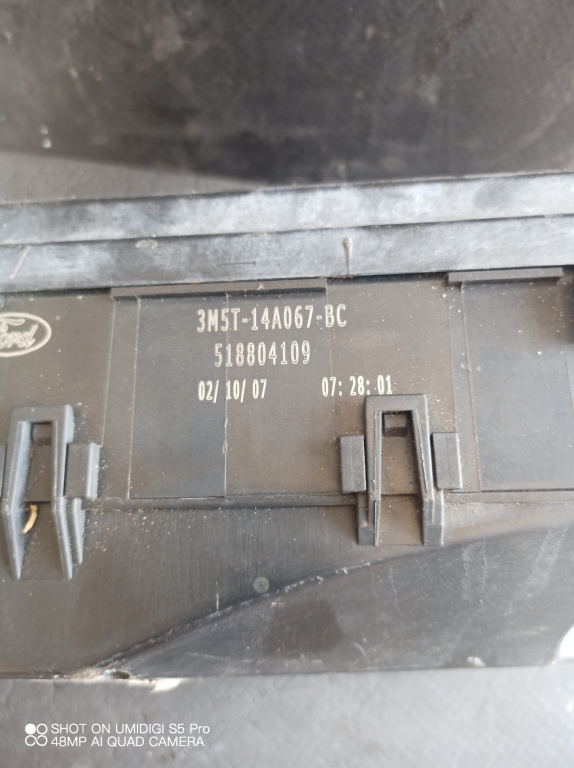 3M5T-14A067-BC
Ford
518804109
02/ 10/ 07 07: 28: 01
SHOT ON UMIDIGI S5 Pro
48MP AI QUAD CAMERA